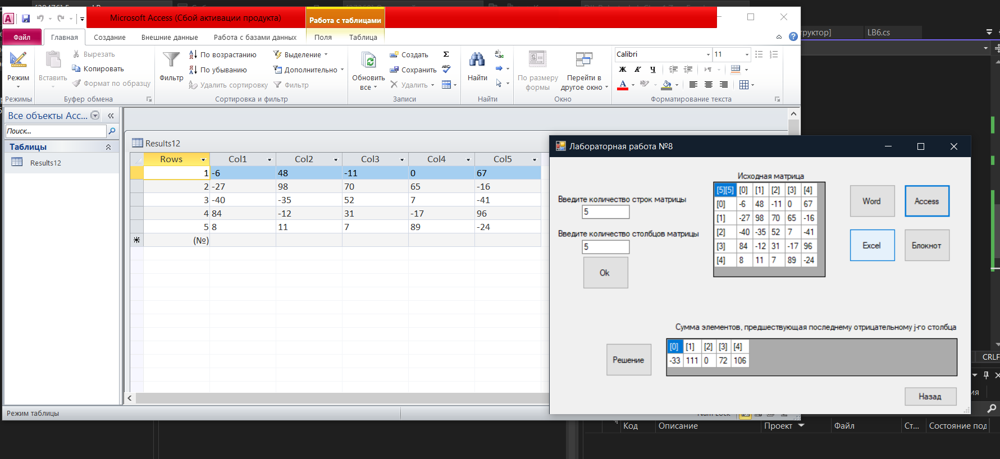 Microsoft Access (Сбой активации продукта)
Работа с таблицами
Файл Главная Создание Внешние данные Работа с базами данных Поля Таблица
Режим
Режимы
Вставить
Вырезать
Копировать
Формат по образцу
Буфер обмена
Фильтр
По возрастанию
По убыванию
Удалить сортировку
Выделение
Дополнительно
Фильтр
Сортировка и фильтр
Обновить
все
Создать
Сохранить
Удалить
Записи
Найти
Найти
По размеру
формы
Перейти в
другое окно
Окно
Calibri 11
Ж К Ч
Форматирование текста
Все объекты Acc...
Поиск...
Таблицы
Results12
Results12
Rows Col1 Col2 Col3 Col4 Col5
1 -6 48 -11 0 67
2 -27 98 70 65 -16
3 -40 -35 52 7 -41
4 84 -12 31 -17 96
5 8 11 7 89 -24
(№)
Режим таблицы
Лабораторная работа №8
Введите количество строк матрицы
5
Введите количество столбцов матрицы
5
Ok
Исходная матрица
[5][5] [0] [1] [2] [3] [4]
[0] -6 48 -11 0 67
[1] -27 98 70 65 -16
[2] -40 -35 52 7 -41
[3] 84 -12 31 -17 96
[4] 8 11 7 89 -24
Word
Access
Excel
Блокнот
Сумма элементов, предшествующая последнему отрицательному j-го столбца
Решение
[0] [1] [2] [3] [4]
-33 111 0 72 106
Назад
руктор]
LB6.cs
CRLF
ия
Код Описание Проект Файл Ст... Состояние под